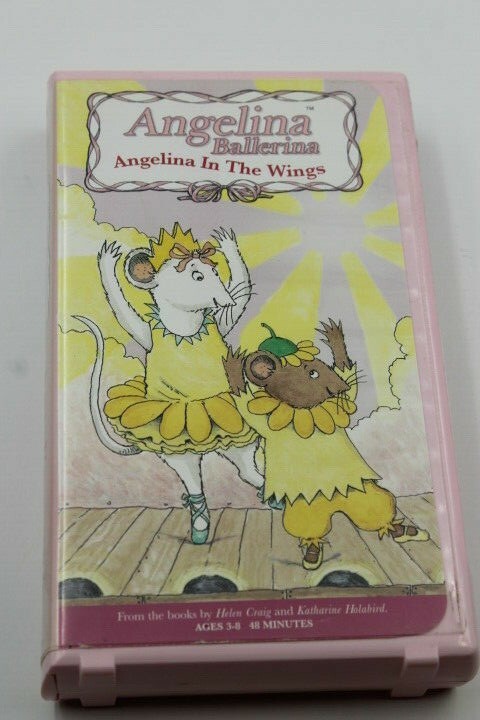 Angelina™
Ballerina
Angelina In The Wings
From the books by Helen Craig and Katharine Holabird.
AGES 3-8 48 MINUTES